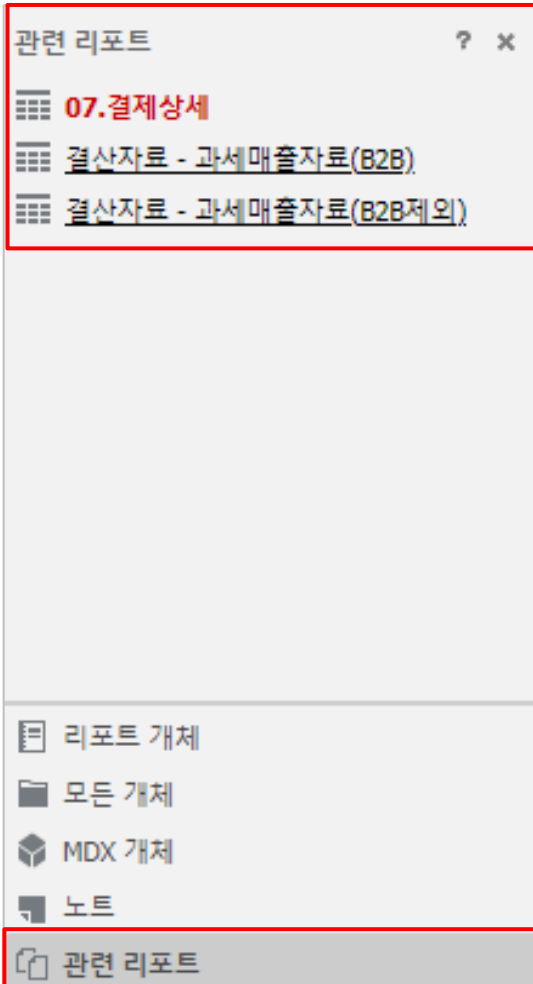 관련 리포트 ? ×
07.결제상세
결산자료 - 과세매출자료(B2B)
결산자료 - 과세매출자료(B2B제외)
리포트 개체
모든 개체
MDX 개체
노트
관련 리포트